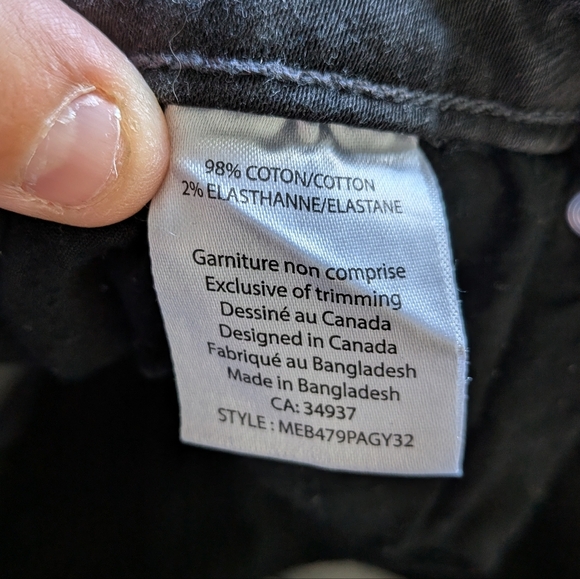 98% COTON/COTTON
2% ELASTHANNE/ELASTANE
Garniture non comprise
Exclusive of trimming
Dessiné au Canada
Designed in Canada
Fabriqué au Bangladesh
Made in Bangladesh
CA: 34937
STYLE : MEB479PAGY32